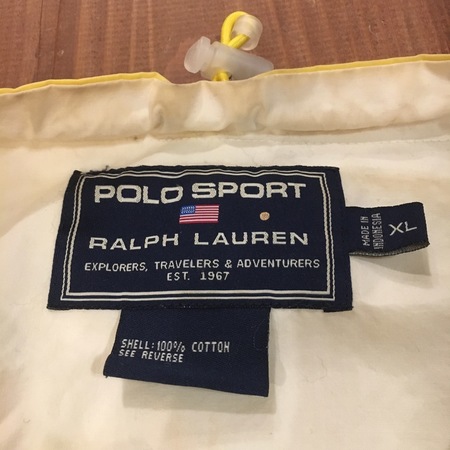 POLO SPORT
RALPH LAUREN
EXPLORERS, TRAVELERS & ADVENTURERS
EST. 1967
MADE IN
INDONESIA
XL
SHELL: 100% COTTON
SEE REVERSE